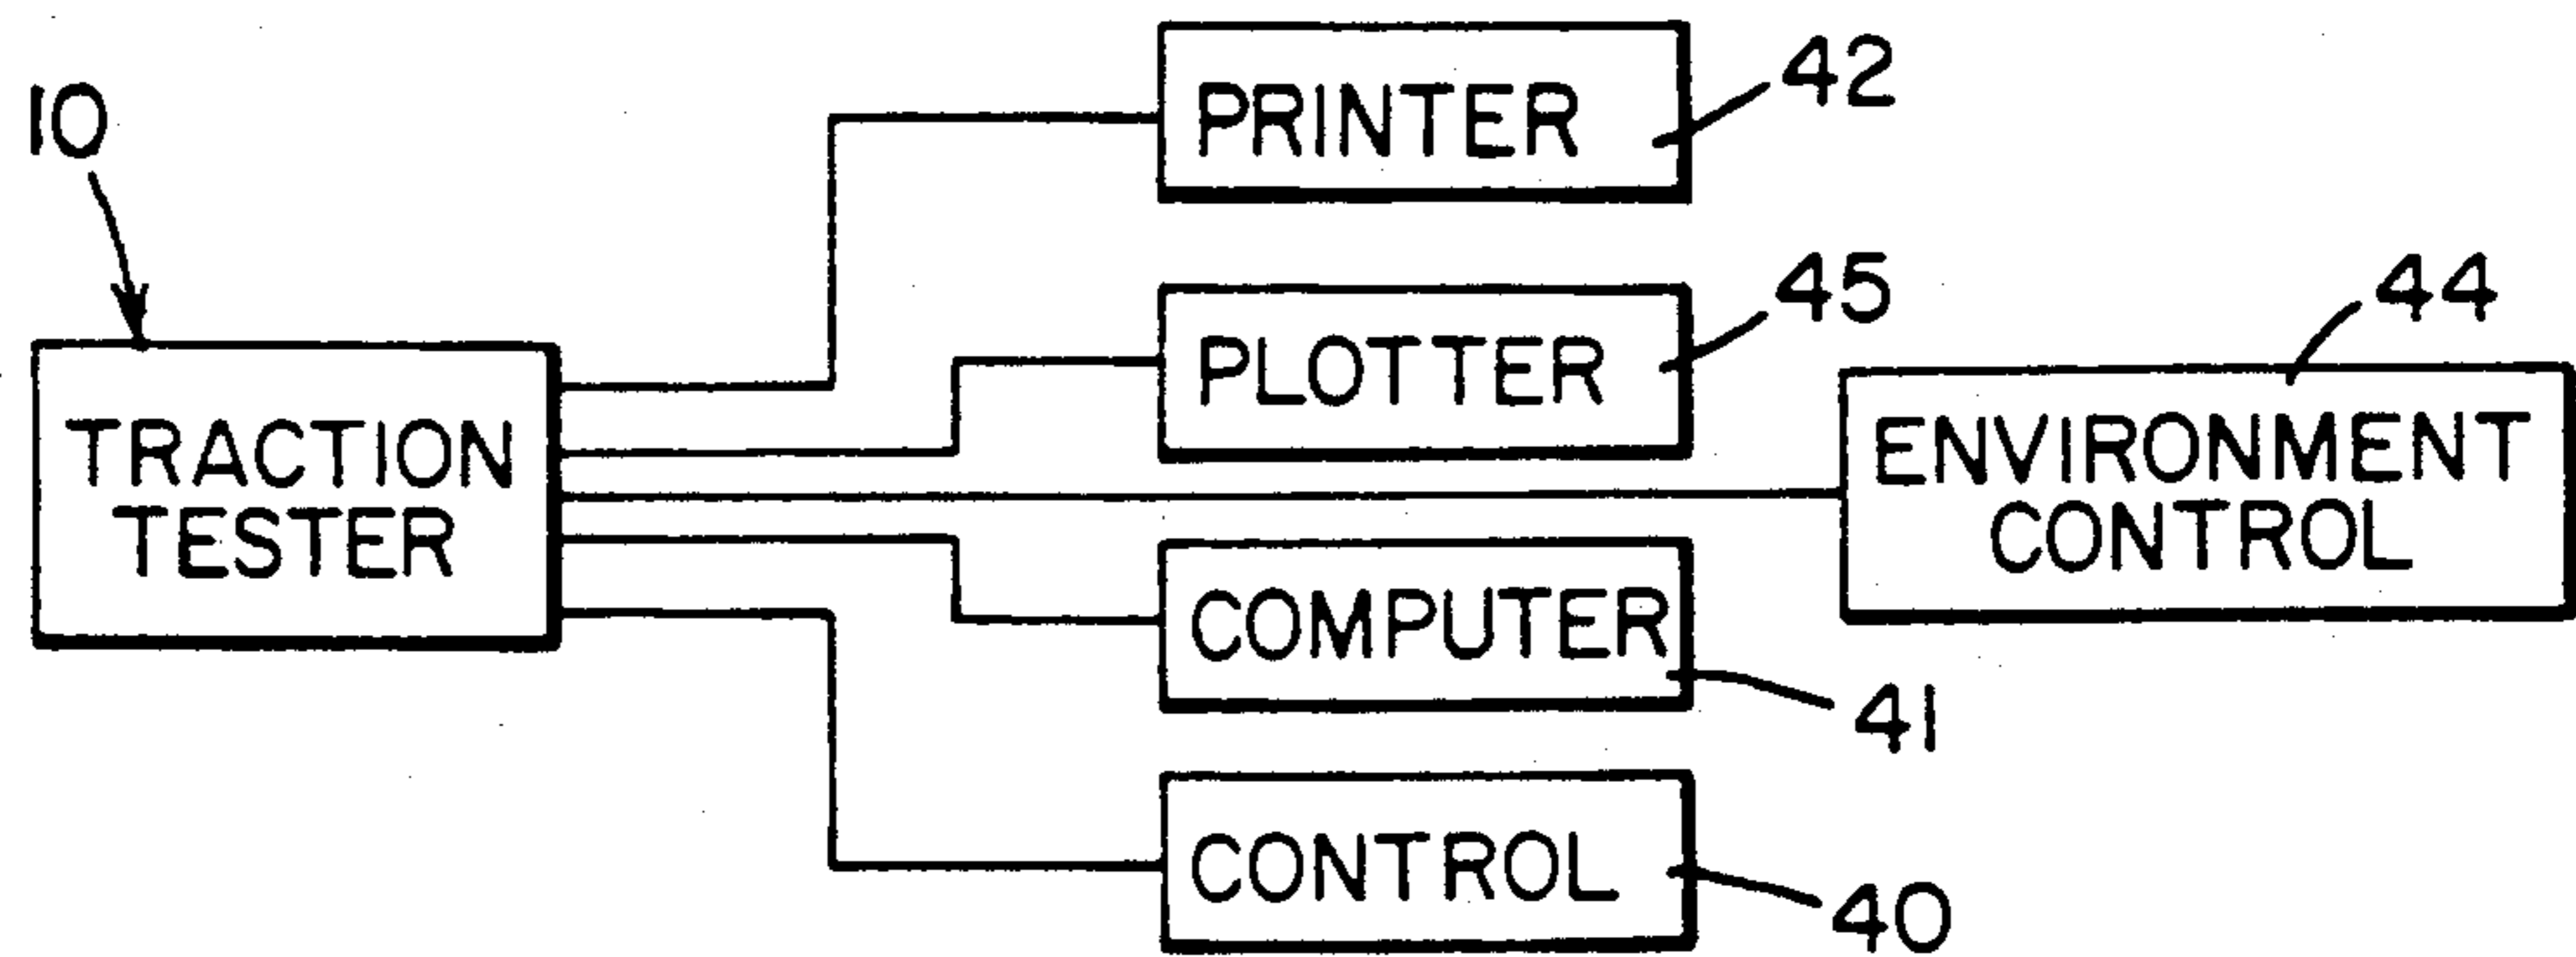 10
TRACTION
TESTER
PRINTER
42
PLOTTER
45
ENVIRONMENT
CONTROL
44
COMPUTER
41
CONTROL
40